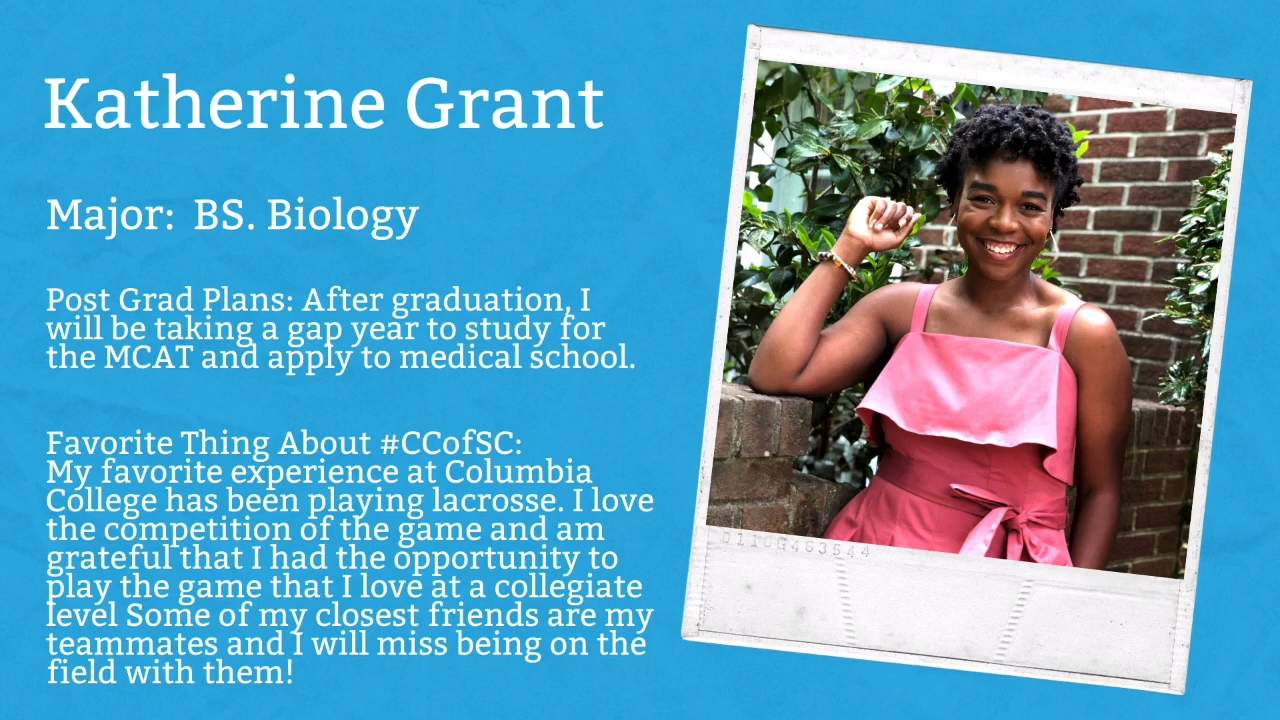 Katherine Grant
Major: BS. Biology
Post Grad Plans: After graduation, I
will be taking a gap year to study for
the MCAT and apply to medical school.
Favorite Thing About #CCofSC:
My favorite experience at Columbia
College has been playing lacrosse. I love
the competition of the game and am
grateful that I had the opportunity to
play the game that I love at a collegiate
level Some of my closest friends are my
teammates and I will miss being on the
field with them!